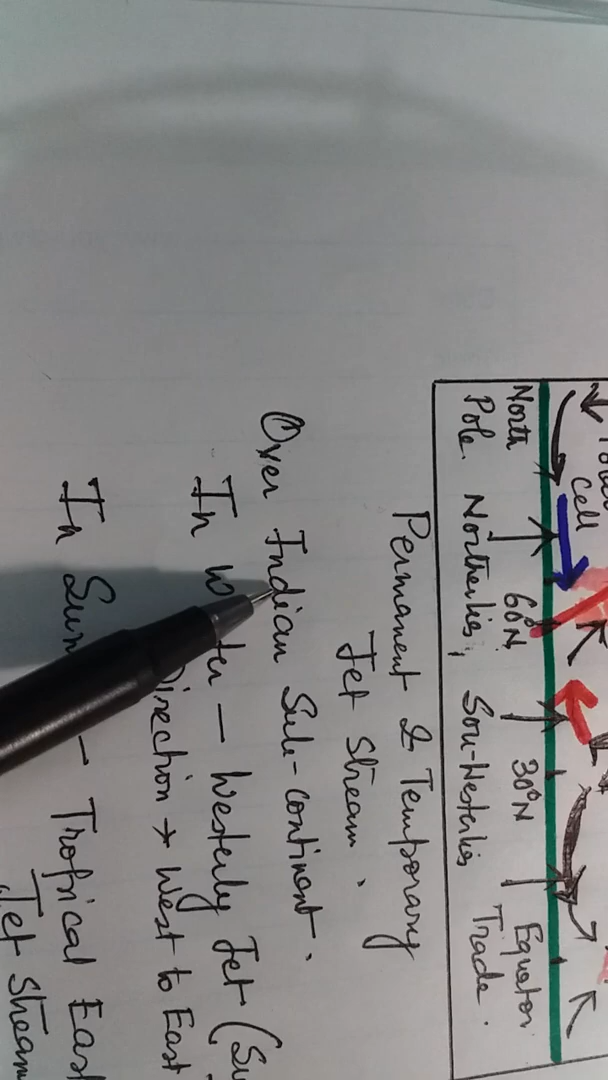 Cell
North 60°N 30°N Equator
Pole. Northerlies, Sou-Westerlies Trade.
Permanent & Temporary
Jet Stream.
Over Indian Sub-continent.
In w ter – Westerly Jet (Su
Direction → West to East
In Sum – Tropical East
Jet Stream